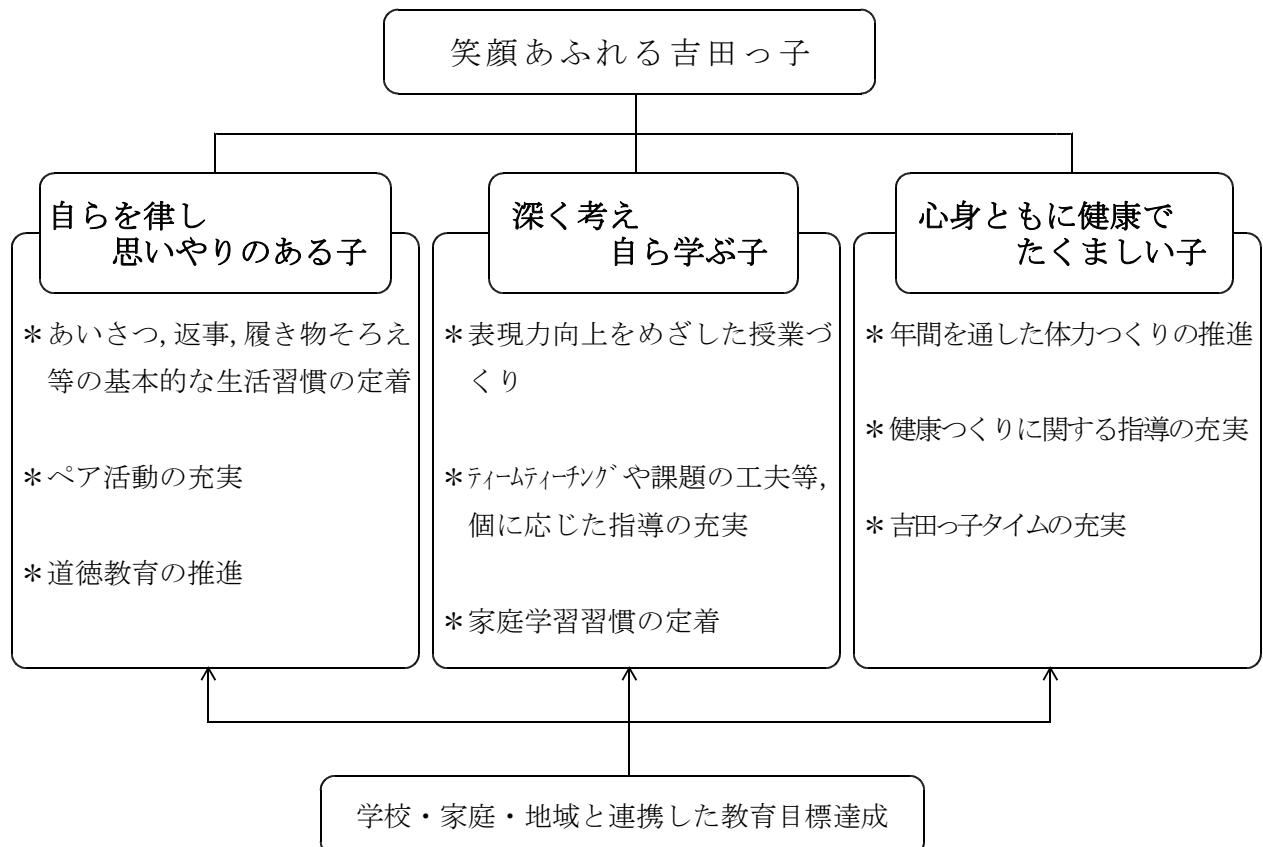 笑顔あふれる吉田っ子
自らを律し
思いやりのある子
＊あいさつ,返事,履き物そろえ
等の基本的な生活習慣の定着
＊ペア活動の充実
＊道徳教育の推進
深く考え
自ら学ぶ子
＊表現力向上をめざした授業づ
くり
＊ティームティーチングや課題の工夫等,
個に応じた指導の充実
＊家庭学習習慣の定着
心身ともに健康で
たくましい子
＊年間を通した体力つくりの推進
＊健康つくりに関する指導の充実
＊吉田っ子タイムの充実
学校・家庭・地域と連携した教育目標達成